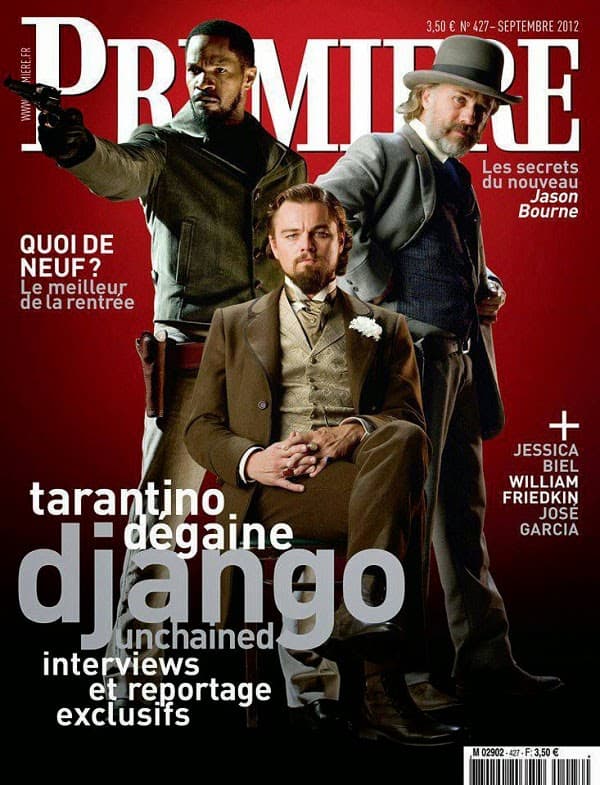 3,50 € N° 427 – SEPTEMBRE 2012
PREMIERE
Les secrets
du nouveau
Jason
Bourne
QUOI DE
NEUF ?
Le meilleur
de la rentrée
+
JESSICA
BIEL
WILLIAM
FRIEDKIN
JOSÉ
GARCIA
tarantino
dégaine
django
unchained
interviews
et reportage
exclusifs
M 02902 - 427 - F: 3,50 €